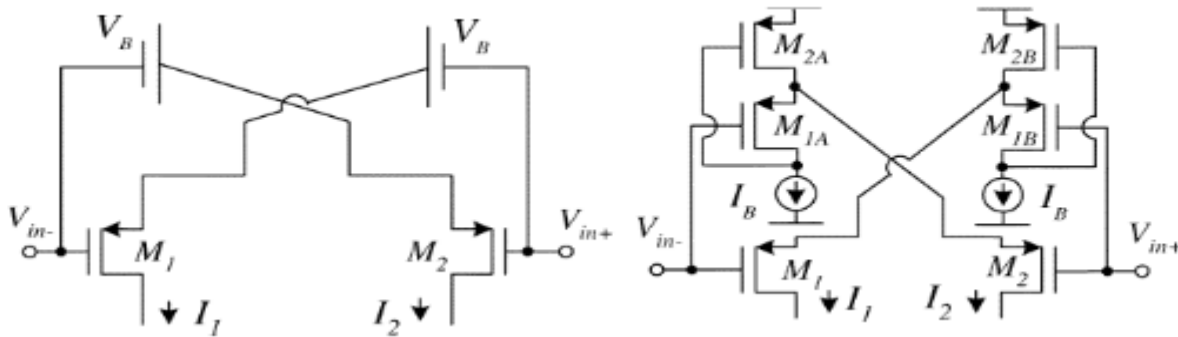 V_B
V_B
V_in-
M_1
M_2
V_in+
I_1
I_2
M_2A
M_2B
M_1A
M_1B
I_B
I_B
V_in-
V_in+
M_1
I_1
I_2
M_2